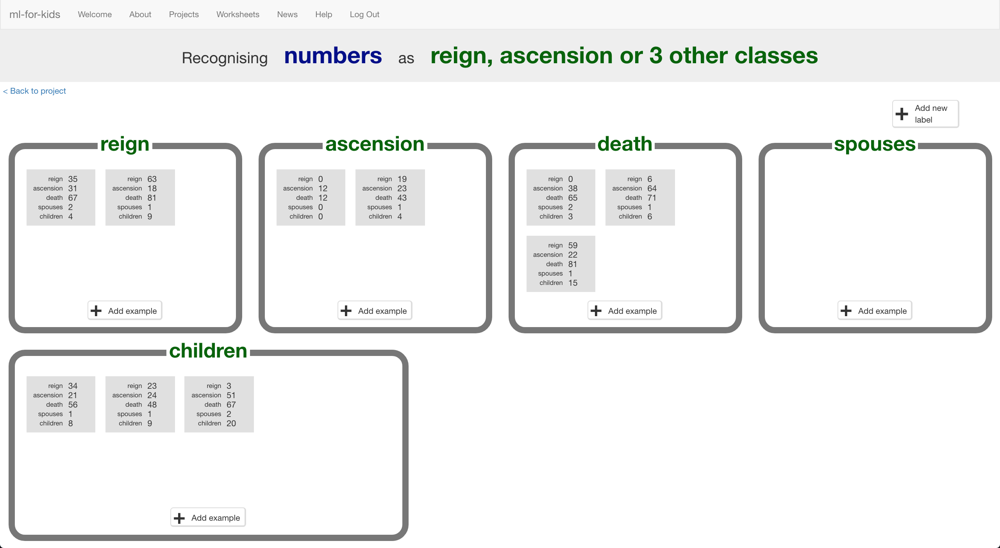 ml-for-kids Welcome About Projects Worksheets News Help Log Out
Recognising numbers as reign, ascension or 3 other classes
< Back to project
Add new
label
reign
reign 35
ascension 31
death 67
spouses 2
children 4
reign 63
ascension 18
death 81
spouses 1
children 9
Add example
ascension
reign 0
ascension 12
death 12
spouses 0
children 0
reign 19
ascension 23
death 43
spouses 1
children 4
Add example
death
reign 0
ascension 38
death 65
spouses 2
children 3
reign 6
ascension 64
death 71
spouses 1
children 6
reign 59
ascension 22
death 81
spouses 1
children 15
Add example
spouses
Add example
children
reign 34
ascension 21
death 56
spouses 1
children 8
reign 23
ascension 24
death 48
spouses 1
children 9
reign 3
ascension 51
death 67
spouses 2
children 20
Add example